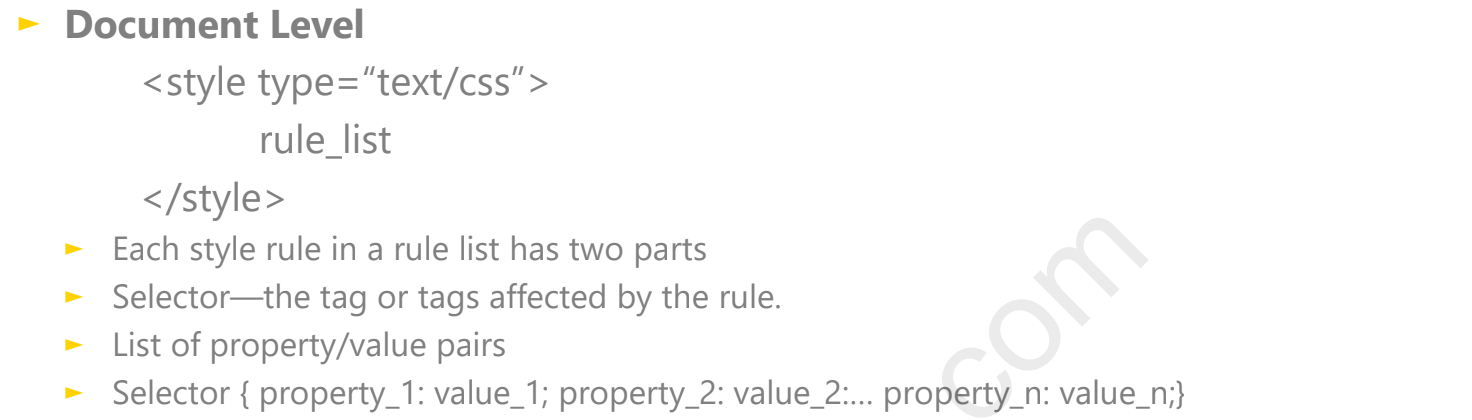 ► Document Level
<style type=“text/css”>
rule_list
</style>
► Each style rule in a rule list has two parts
► Selector—the tag or tags affected by the rule.
► List of property/value pairs
► Selector { property_1: value_1; property_2: value_2:… property_n: value_n;}
com